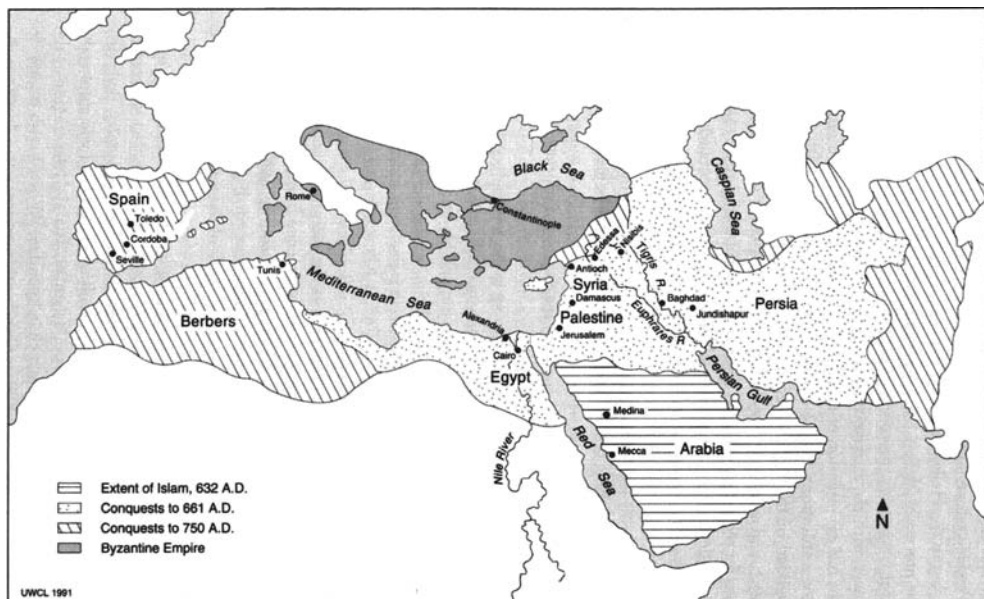 Spain
Toledo
Cordoba
Seville
Rome
Black Sea
Constantinople
Caspian Sea
Tunis
Mediterranean Sea
Berbers
Edessa
Nisibis
Tigris R.
Antioch
Syria
Damascus
Baghdad
Persia
Jundishapur
Palestine
Euphrates R
Jerusalem
Alexandria
Cairo
Egypt
Persian Gulf
Medina
Red Sea
Mecca
Arabia
Nile River
Extent of Islam, 632 A.D.
Conquests to 661 A.D.
Conquests to 750 A.D.
Byzantine Empire
N
UWCL 1991